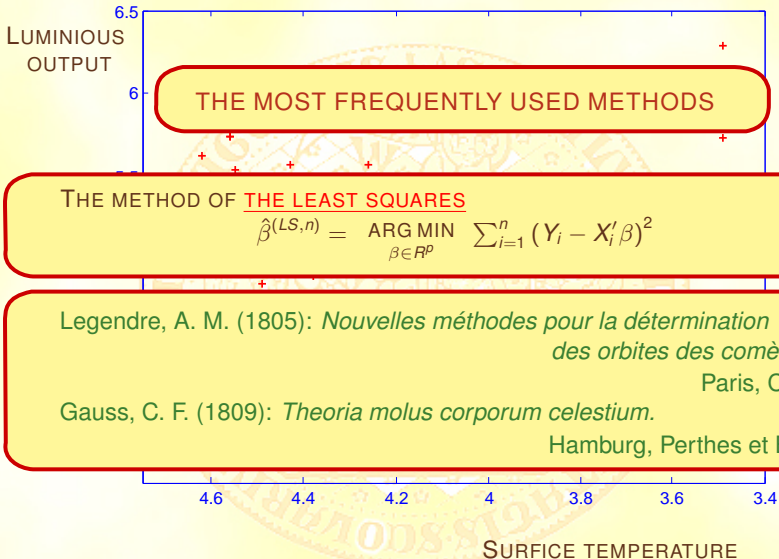 6.5
LUMINIOUS
OUTPUT
6
THE MOST FREQUENTLY USED METHODS
THE METHOD OF THE LEAST SQUARES
β̂^(LS,n) = ARG MIN β∈R^p ∑_{i=1}^n (Y_i − X_i′β)²
Legendre, A. M. (1805): Nouvelles méthodes pour la détermination
des orbites des comè
Paris, C
Gauss, C. F. (1809): Theoria molus corporum celestium.
Hamburg, Perthes et
4.6 4.4 4.2 4 3.8 3.6 3.4
SURFICE TEMPERATURE